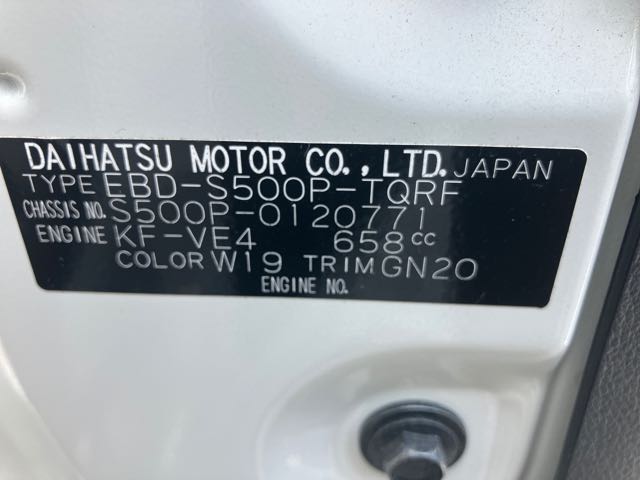 DAIHATSU MOTOR CO.,LTD. JAPAN
TYPE EBD-S500P-TQRF
CHASSIS NO. S500P-0120771
ENGINE KF-VE4 658cc
COLOR W19 TRIM GN20
ENGINE NO.